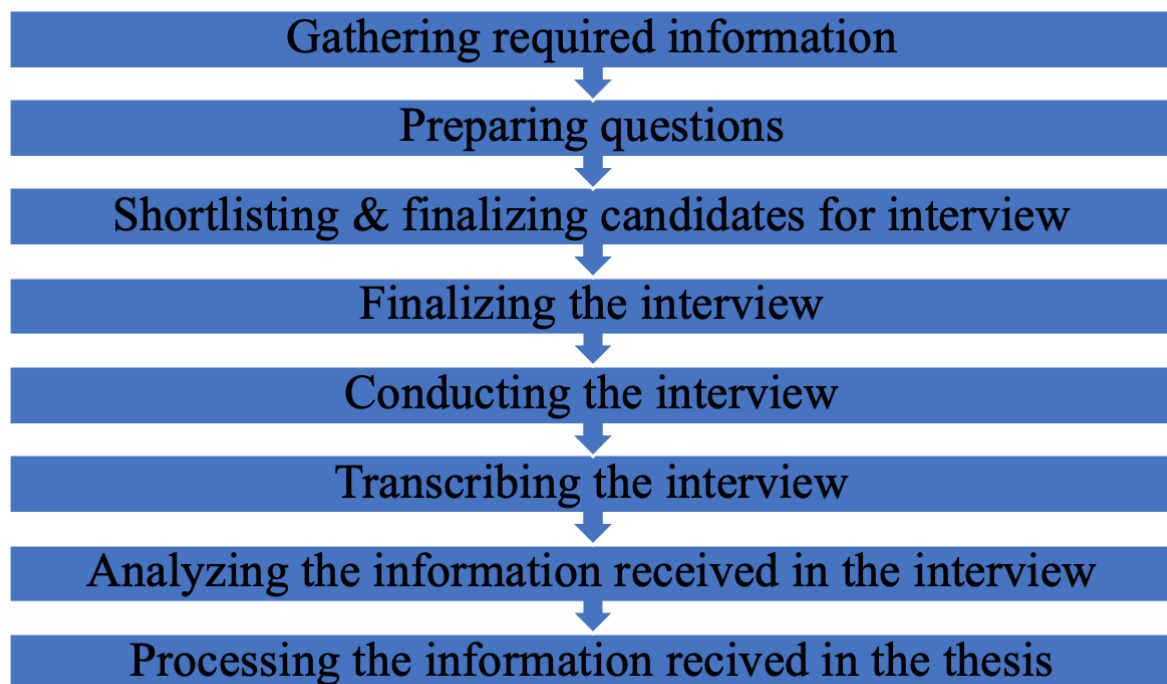 Gathering required information
Preparing questions
Shortlisting & finalizing candidates for interview
Finalizing the interview
Conducting the interview
Transcribing the interview
Analyzing the information received in the interview
Processing the information recived in the thesis